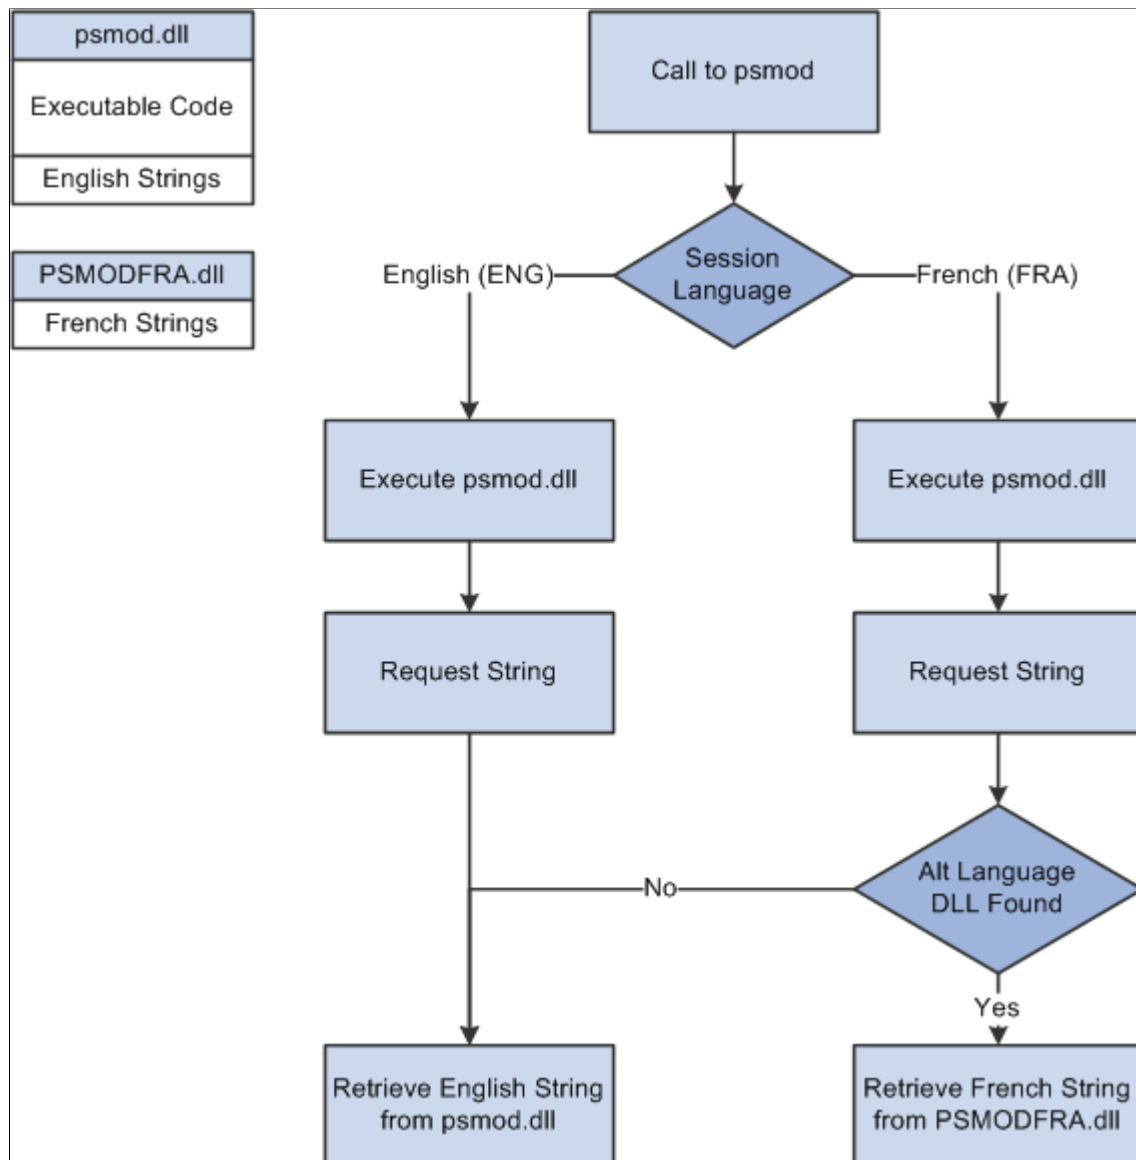 psmod.dll
Executable Code
English Strings
PSMODFRA.dll
French Strings
Call to psmod
Session
Language
English (ENG)
French (FRA)
Execute psmod.dll
Execute psmod.dll
Request String
Request String
Alt Language
DLL Found
No
Yes
Retrieve English String
from psmod.dll
Retrieve French String
from PSMODFRA.dll